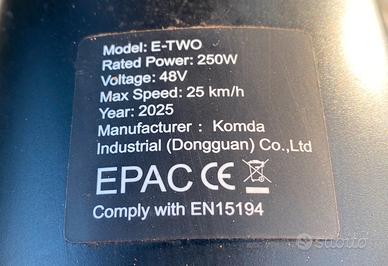 Model: E-TWO
Rated Power: 250W
Voltage: 48V
Max Speed: 25 km/h
Year: 2025
Manufacturer : Komda
Industrial (Dongguan) Co.,Ltd
EPAC CE
Comply with EN15194
subito